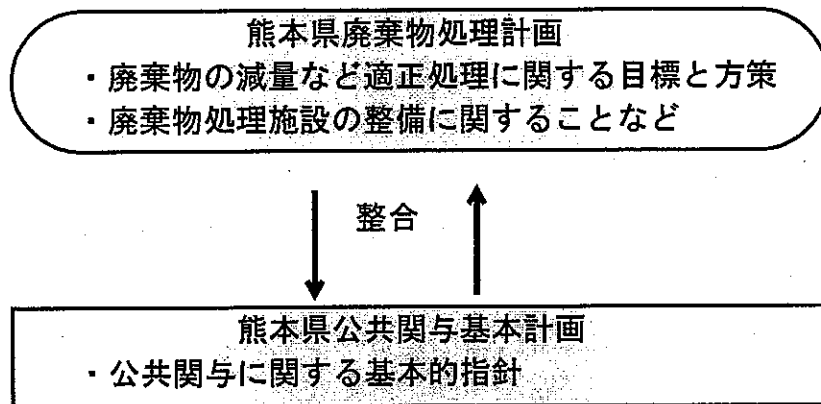 熊本県廃棄物処理計画
・廃棄物の減量など適正処理に関する目標と方策
・廃棄物処理施設の整備に関することなど
整合
熊本県公共関与基本計画
・公共関与に関する基本的指針